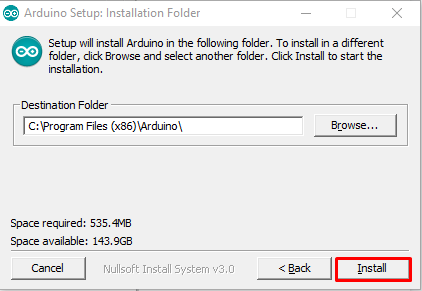 Arduino Setup: Installation Folder
Setup will install Arduino in the following folder. To install in a different
folder, click Browse and select another folder. Click Install to start the
installation.
Destination Folder
C:\Program Files (x86)\Arduino\
Browse...
Space required: 535.4MB
Space available: 143.9GB
Cancel
Nullsoft Install System v3.0
< Back
Install